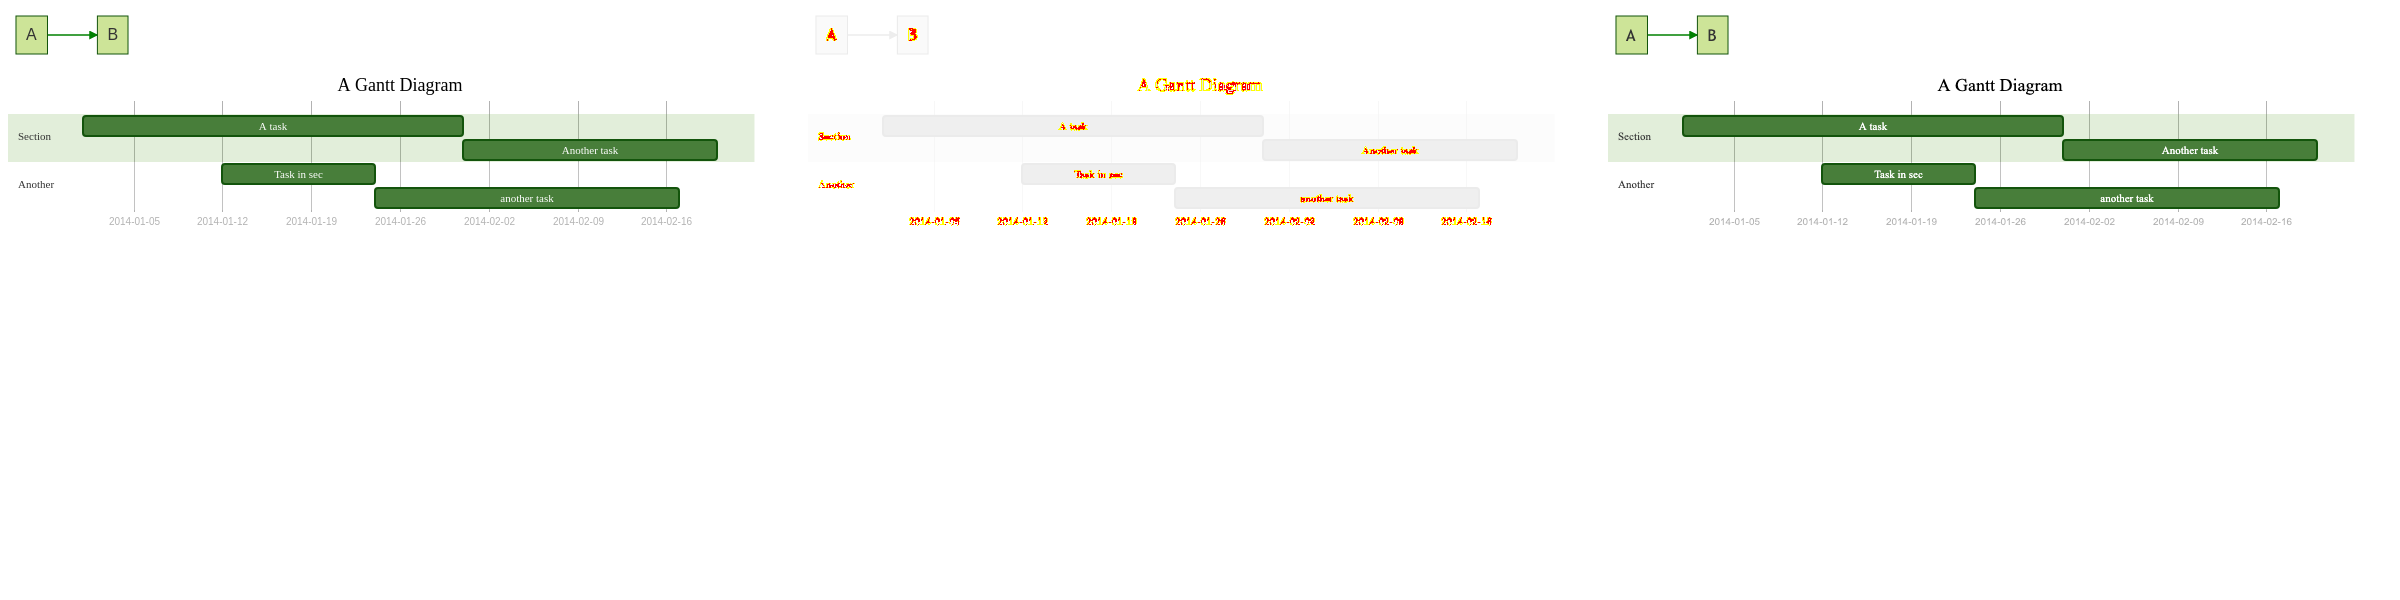 A B
A Gantt Diagram
Section
A task
Another task
Another
Task in sec
another task
2014-01-05 2014-01-12 2014-01-19 2014-01-26 2014-02-02 2014-02-09 2014-02-16
A
A Gantt Diagram
Section
A task
Another task
Another
Task in sec
another task
2014-01-05 2014-01-12 2014-01-19 2014-01-26 2014-02-02 2014-02-09 2014-02-16
A B
A Gantt Diagram
Section
A task
Another task
Another
Task in sec
another task
2014-01-05 2014-01-12 2014-01-19 2014-01-26 2014-02-02 2014-02-09 2014-02-16